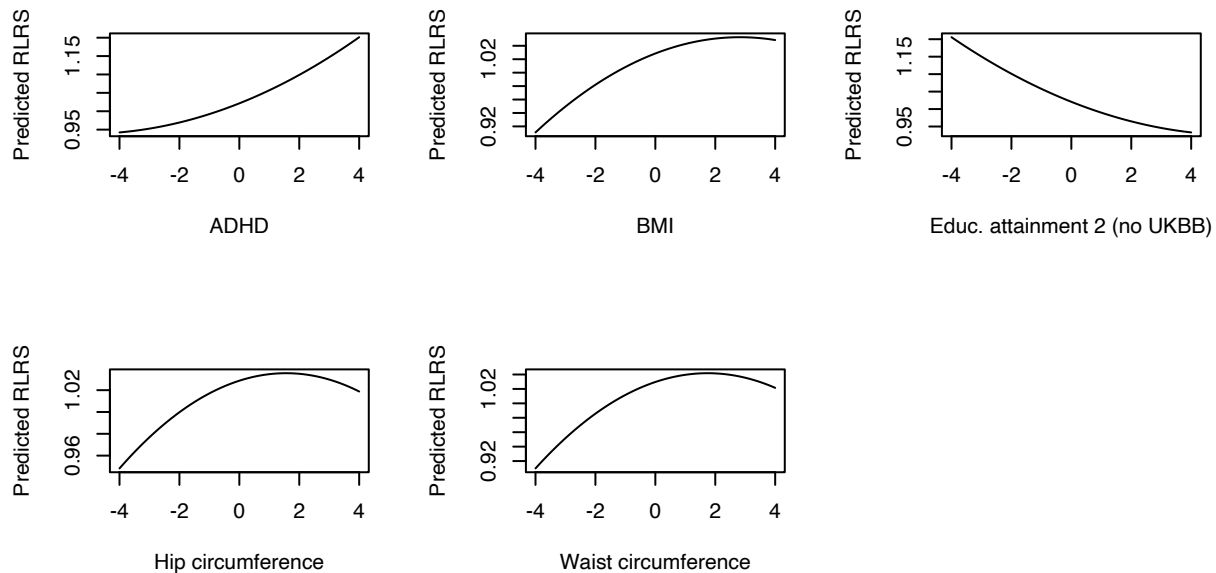 Predicted RLRS
0.95 1.15
-4 -2 0 2 4
ADHD
Predicted RLRS
0.92 1.02
-4 -2 0 2 4
BMI
Predicted RLRS
0.95 1.15
-4 -2 0 2 4
Educ. attainment 2 (no UKBB)
Predicted RLRS
0.96 1.02
-4 -2 0 2 4
Hip circumference
Predicted RLRS
0.92 1.02
-4 -2 0 2 4
Waist circumference